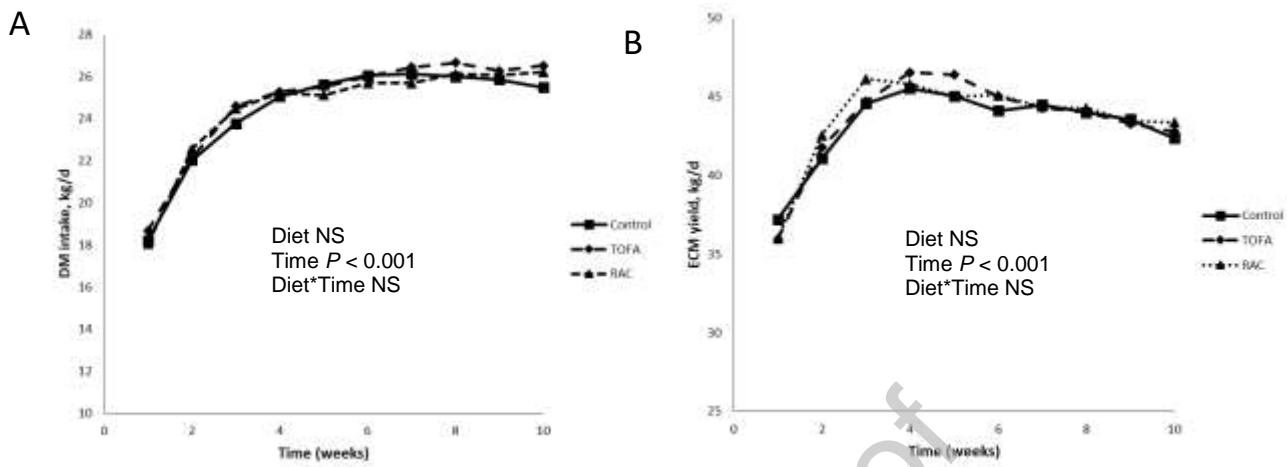 A
DM intake, kg/d
28
26
24
22
20
18
16
14
12
10
0
2
4
6
8
10
Time (weeks)
Control
TOFA
RAC
Diet NS
Time P < 0.001
Diet*Time NS
B
ECM yield, kg/d
50
45
40
35
30
25
0
2
4
6
8
10
Time (weeks)
Control
TOFA
RAC
Diet NS
Time P < 0.001
Diet*Time NS
of